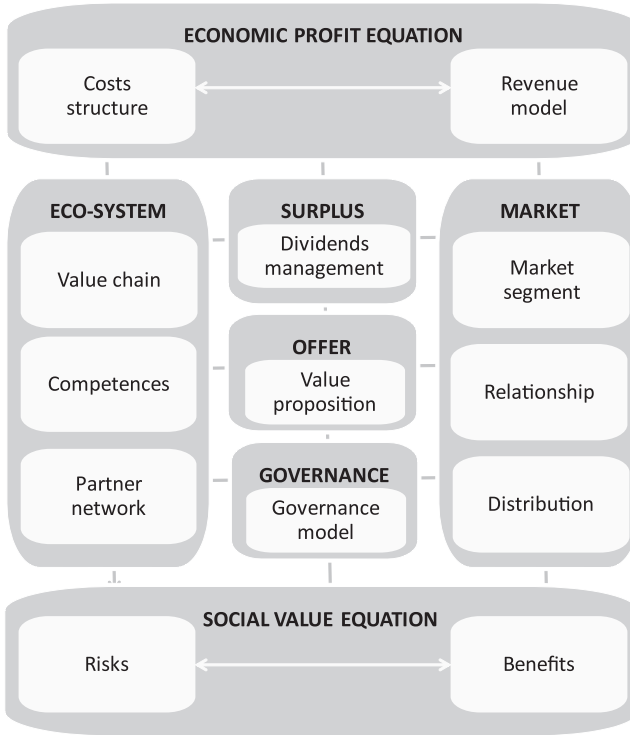 ECONOMIC PROFIT EQUATION
Costs
structure
Revenue
model
ECO-SYSTEM
Value chain
Competences
Partner
network
SURPLUS
Dividends
management
OFFER
Value
proposition
GOVERNANCE
Governance
model
MARKET
Market
segment
Relationship
Distribution
SOCIAL VALUE EQUATION
Risks
Benefits